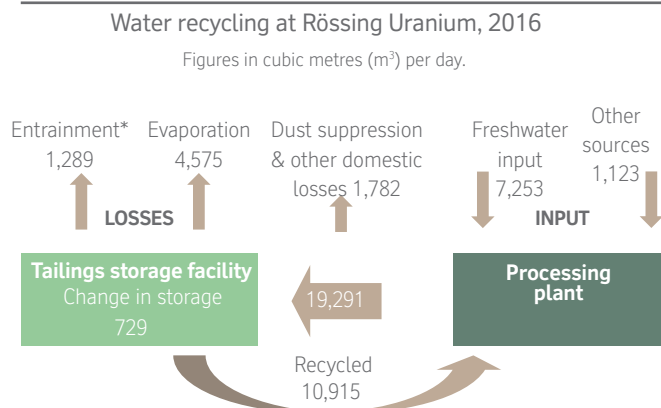 Water recycling at Rössing Uranium, 2016
Figures in cubic metres (m³) per day.
Entrainment*
1,289
Evaporation
4,575
Dust suppression
& other domestic
losses 1,782
Freshwater
input
7,253
Other
sources
1,123
LOSSES
INPUT
Tailings storage facility
Change in storage
729
19,291
Processing
plant
Recycled
10,915